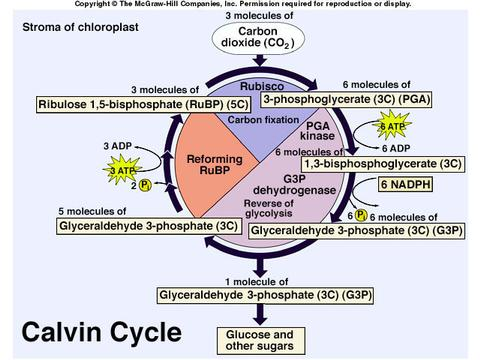 Copyright © The McGraw-Hill Companies, Inc. Permission required for reproduction or display.
Stroma of chloroplast
3 molecules of
Carbon
dioxide (CO2)
3 molecules of
Ribulose 1,5-bisphosphate (RuBP) (5C)
Rubisco
Carbon fixation
6 molecules of
3-phosphoglycerate (3C) (PGA)
PGA
kinase
6 ATP
6 ADP
6 molecules of
1,3-bisphosphoglycerate (3C)
3 ADP
3 ATP
2 Pi
Reforming
RuBP
G3P
dehydrogenase
Reverse of
glycolysis
6 NADPH
6 Pi
6 molecules of
Glyceraldehyde 3-phosphate (3C) (G3P)
5 molecules of
Glyceraldehyde 3-phosphate (3C)
1 molecule of
Glyceraldehyde 3-phosphate (3C) (G3P)
Calvin Cycle
Glucose and
other sugars